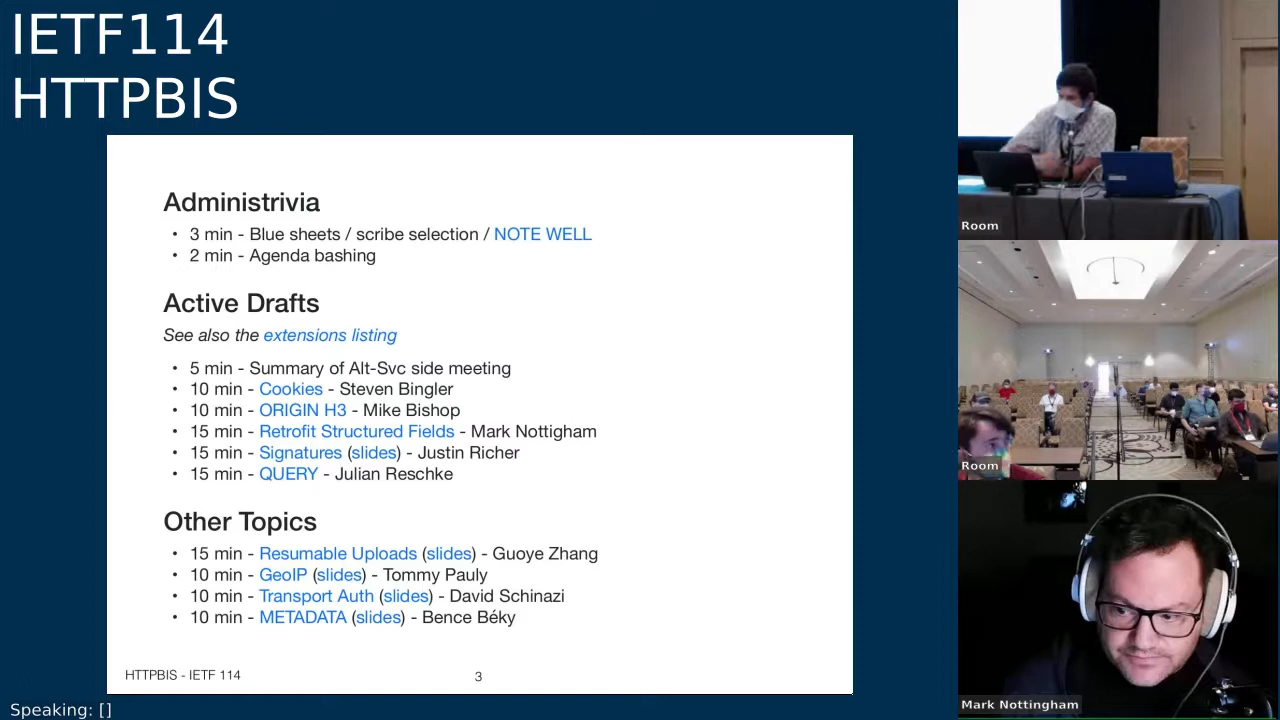 IETF114
HTTPBIS
Administrivia
• 3 min - Blue sheets / scribe selection / NOTE WELL
• 2 min - Agenda bashing
Active Drafts
See also the extensions listing
• 5 min - Summary of Alt-Svc side meeting
• 10 min - Cookies - Steven Bingler
• 10 min - ORIGIN H3 - Mike Bishop
• 15 min - Retrofit Structured Fields - Mark Nottigham
• 15 min - Signatures (slides) - Justin Richer
• 15 min - QUERY - Julian Reschke
Other Topics
• 15 min - Resumable Uploads (slides) - Guoye Zhang
• 10 min - GeoIP (slides) - Tommy Pauly
• 10 min - Transport Auth (slides) - David Schinazi
• 10 min - METADATA (slides) - Bence Béky
HTTPBIS - IETF 114
3
Speaking: []
Room
Room
Mark Nottingham